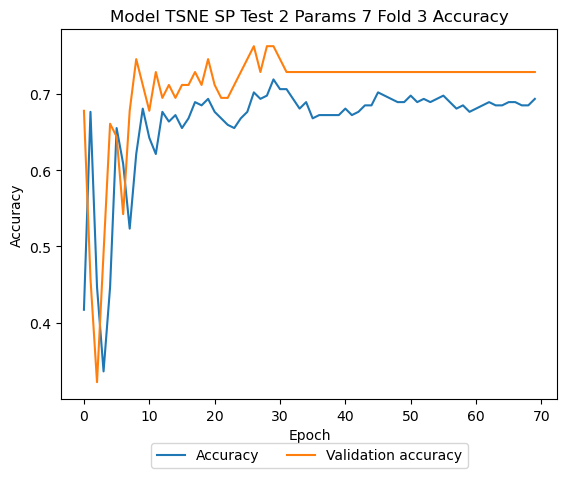 Model TSNE SP Test 2 Params 7 Fold 3 Accuracy
Accuracy
0.7
0.6
0.5
0.4
0 10 20 30 40 50 60 70
Epoch
Accuracy Validation accuracy